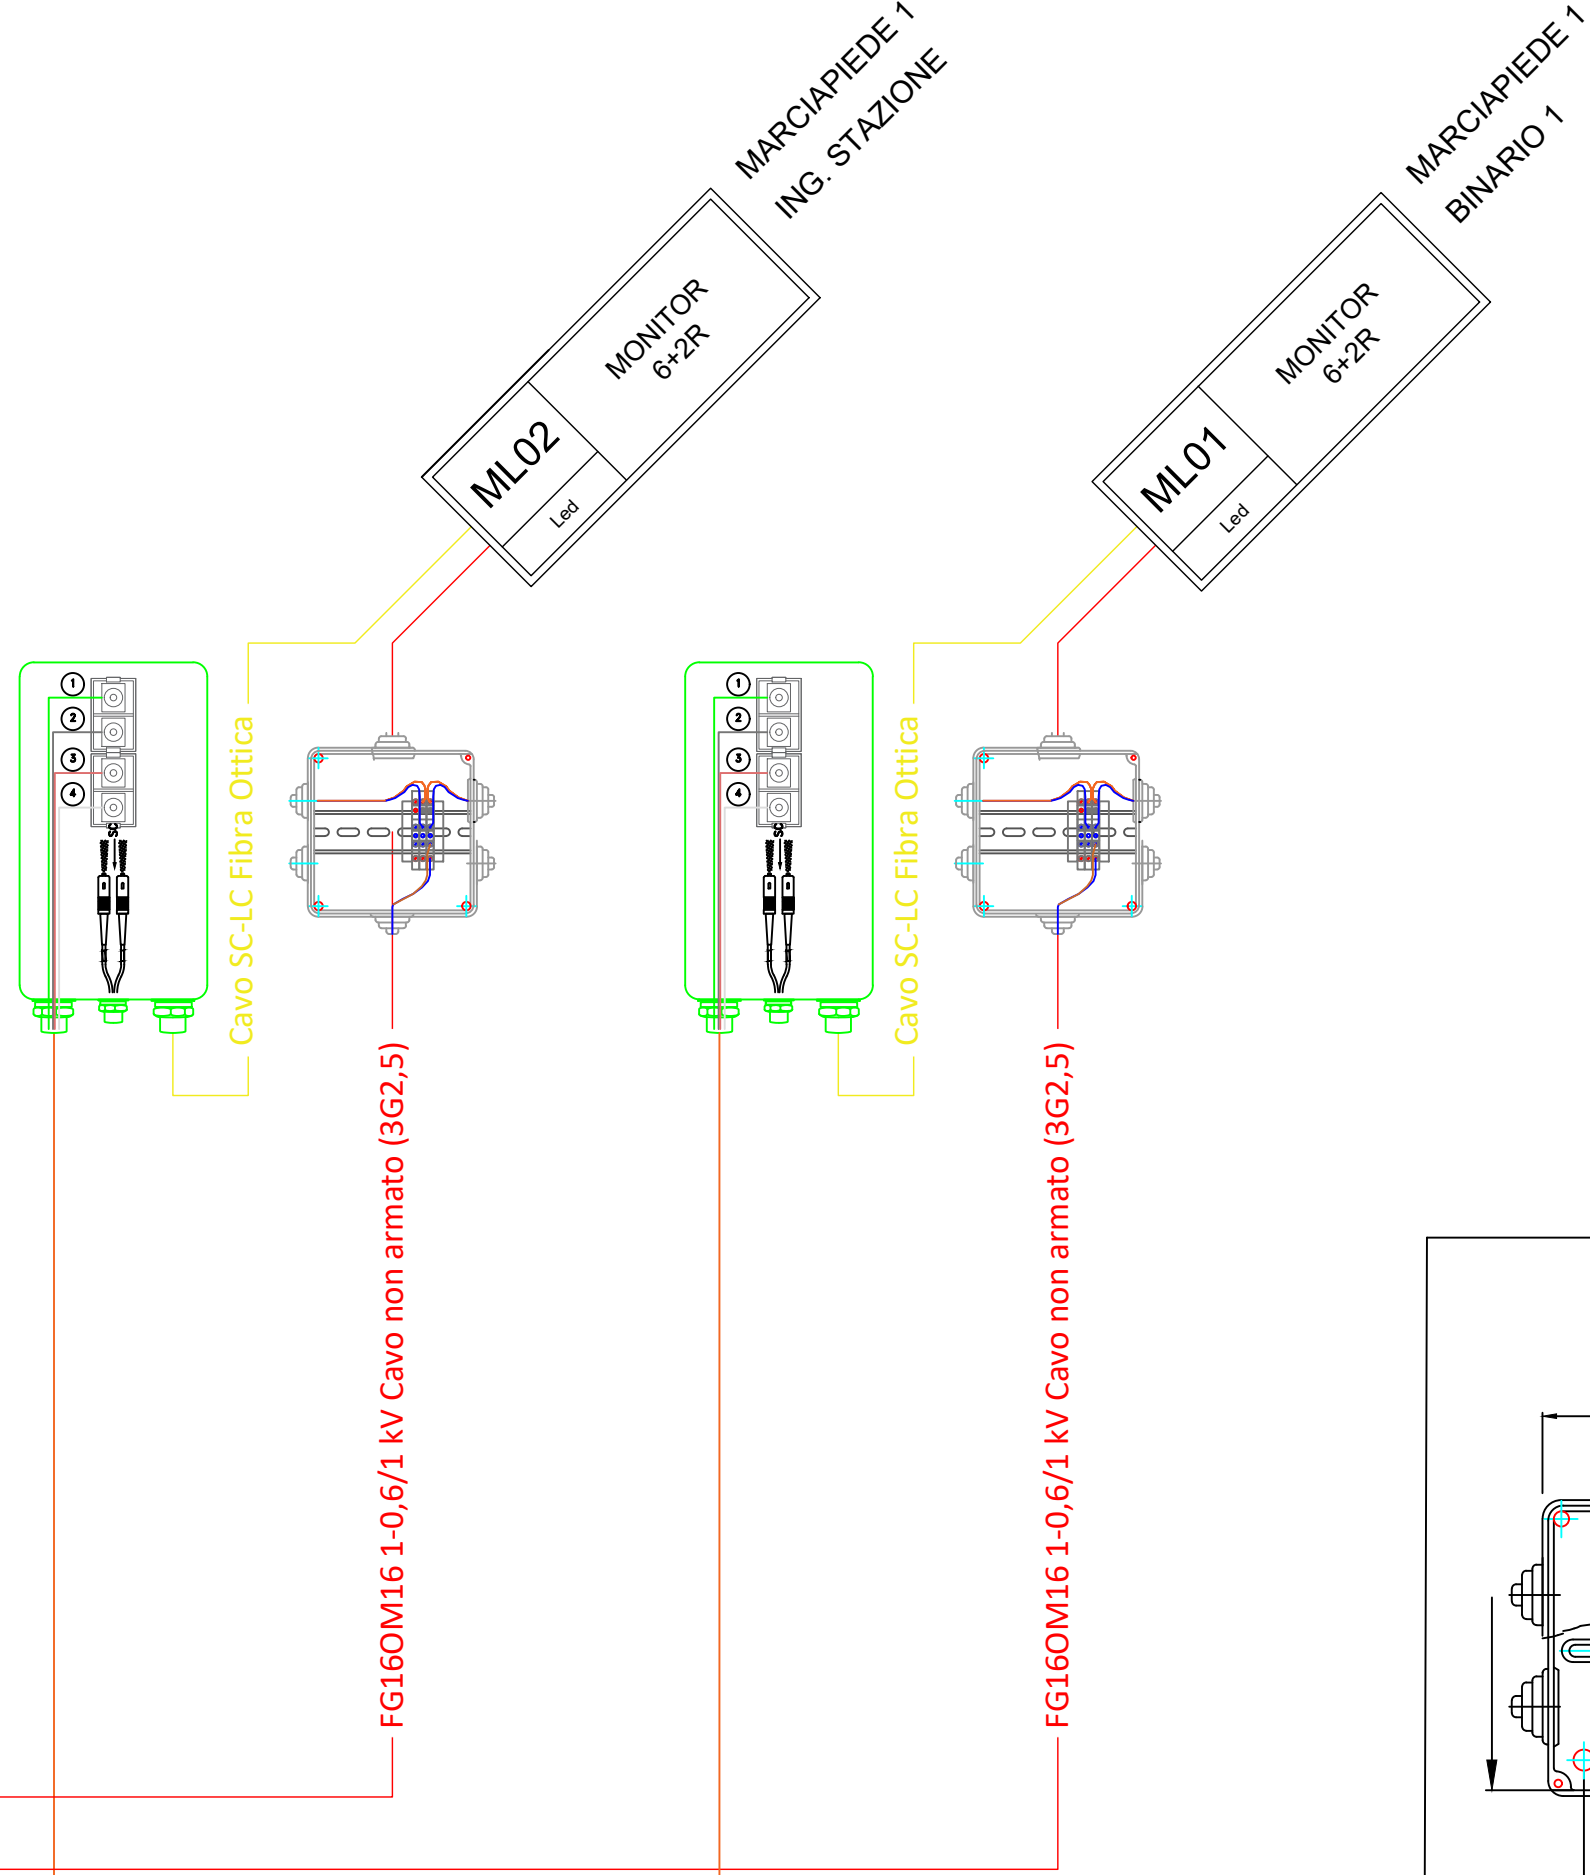 MARCIAPIEDE 1
ING. STAZIONE
MONITOR
6+2R
ML02
Led
MARCIAPIEDE 1
BINARIO 1
MONITOR
6+2R
ML01
Led
1
2
3
4
SC
Cavo SC-LC Fibra Ottica
FG16OM16 1-0,6/1 kV Cavo non armato (3G2,5)
1
2
3
4
SC
Cavo SC-LC Fibra Ottica
FG16OM16 1-0,6/1 kV Cavo non armato (3G2,5)